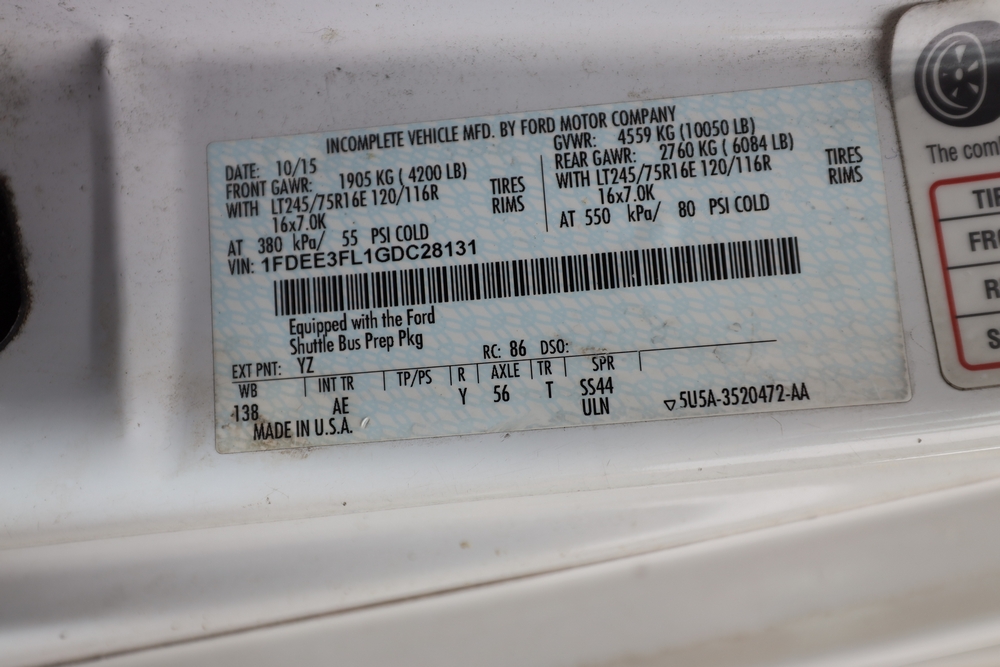 INCOMPLETE VEHICLE MFD. BY FORD MOTOR COMPANY
DATE: 10/15
GVWR: 4559 KG (10050 LB)
FRONT GAWR: 1905 KG ( 4200 LB)
WITH LT245/75R16E 120/116R TIRES
16x7.0K RIMS
AT 380 kPa/ 55 PSI COLD
REAR GAWR: 2760 KG ( 6084 LB)
WITH LT245/75R16E 120/116R TIRES
16x7.0K RIMS
AT 550 kPa/ 80 PSI COLD
VIN: 1FDEE3FL1GDC28131
Equipped with the Ford
Shuttle Bus Prep Pkg
EXT PNT: YZ RC: 86 DSO:
WB INT TR TP/PS R AXLE TR SPR
138 AE Y 56 T SS44
ULN
▽5U5A-3520472-AA
MADE IN U.S.A.
The